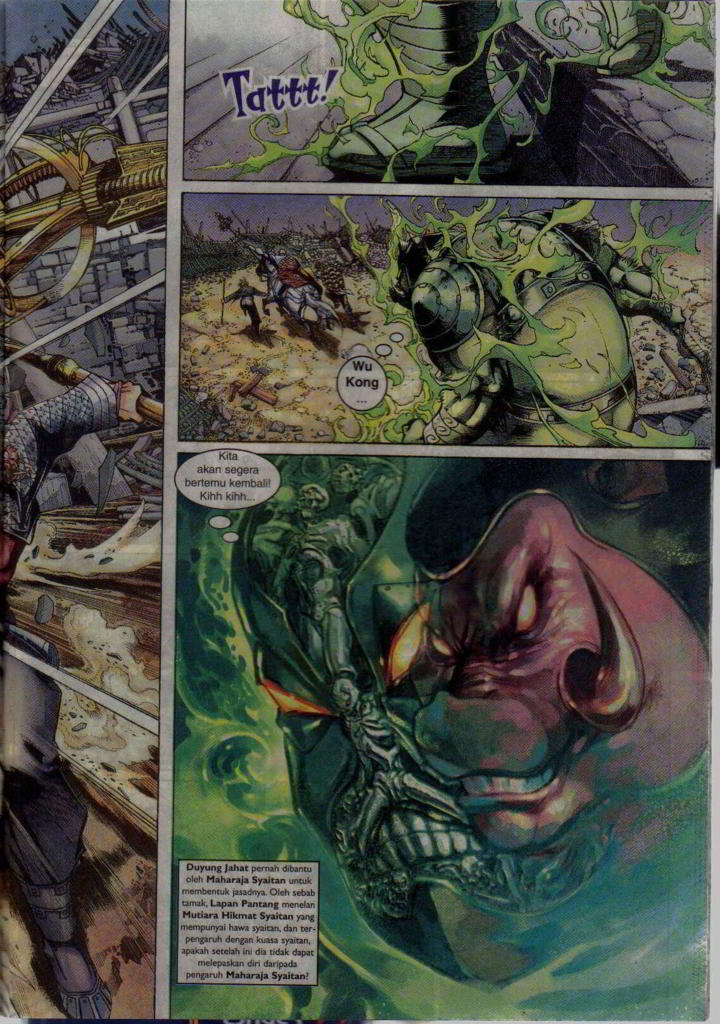 Tattt!
Wu
Kong
...
Kita
akan segera
bertemu kembali!
Kihh kihh...
Duyung Jahat pernah dibantu
oleh Maharaja Syaitan untuk
membentuk jasadnya. Oleh sebab
tamak, Lapan Pantang menelan
Mutiara Hikmat Syaitan yang
mempunyai hawa syaitan, dan ter-
pengaruh dengan kuasa syaitan,
apakah setelah ini dia tidak dapat
melepaskan diri daripada
pengaruh Maharaja Syaitan?